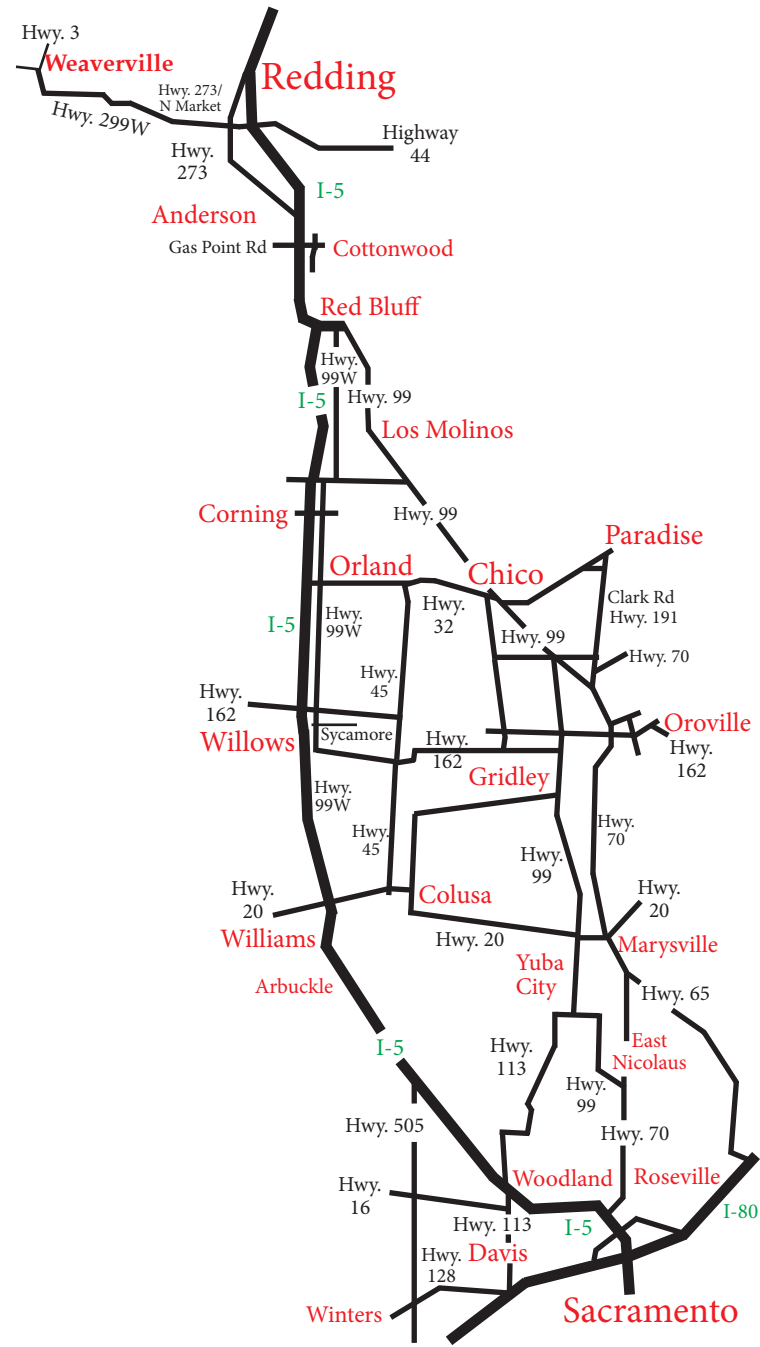 Hwy. 3
Weaverville
Redding
Hwy. 273/
N Market
Hwy. 299W
Highway
44
Hwy.
273
I-5
Anderson
Gas Point Rd
Cottonwood
Red Bluff
Hwy.
99W
Hwy. 99
I-5
Los Molinos
Corning
Hwy. 99
Paradise
Orland
Chico
Clark Rd
Hwy. 191
Hwy.
32
Hwy.
99W
I-5
Hwy. 99
Hwy. 70
Hwy.
45
Hwy.
162
Oroville
Sycamore
Willows
Hwy.
162
Hwy.
162
Gridley
Hwy.
99W
Hwy.
45
Hwy.
70
Hwy.
99
Hwy.
20
Colusa
Hwy.
20
Williams
Hwy. 20
Marysville
Yuba
City
Arbuckle
Hwy. 65
I-5
Hwy.
113
East
Nicolaus
Hwy.
99
Hwy. 505
Hwy. 70
Woodland
Roseville
Hwy.
16
I-80
Hwy. 113
I-5
Davis
Hwy.
128
Winters
Sacramento